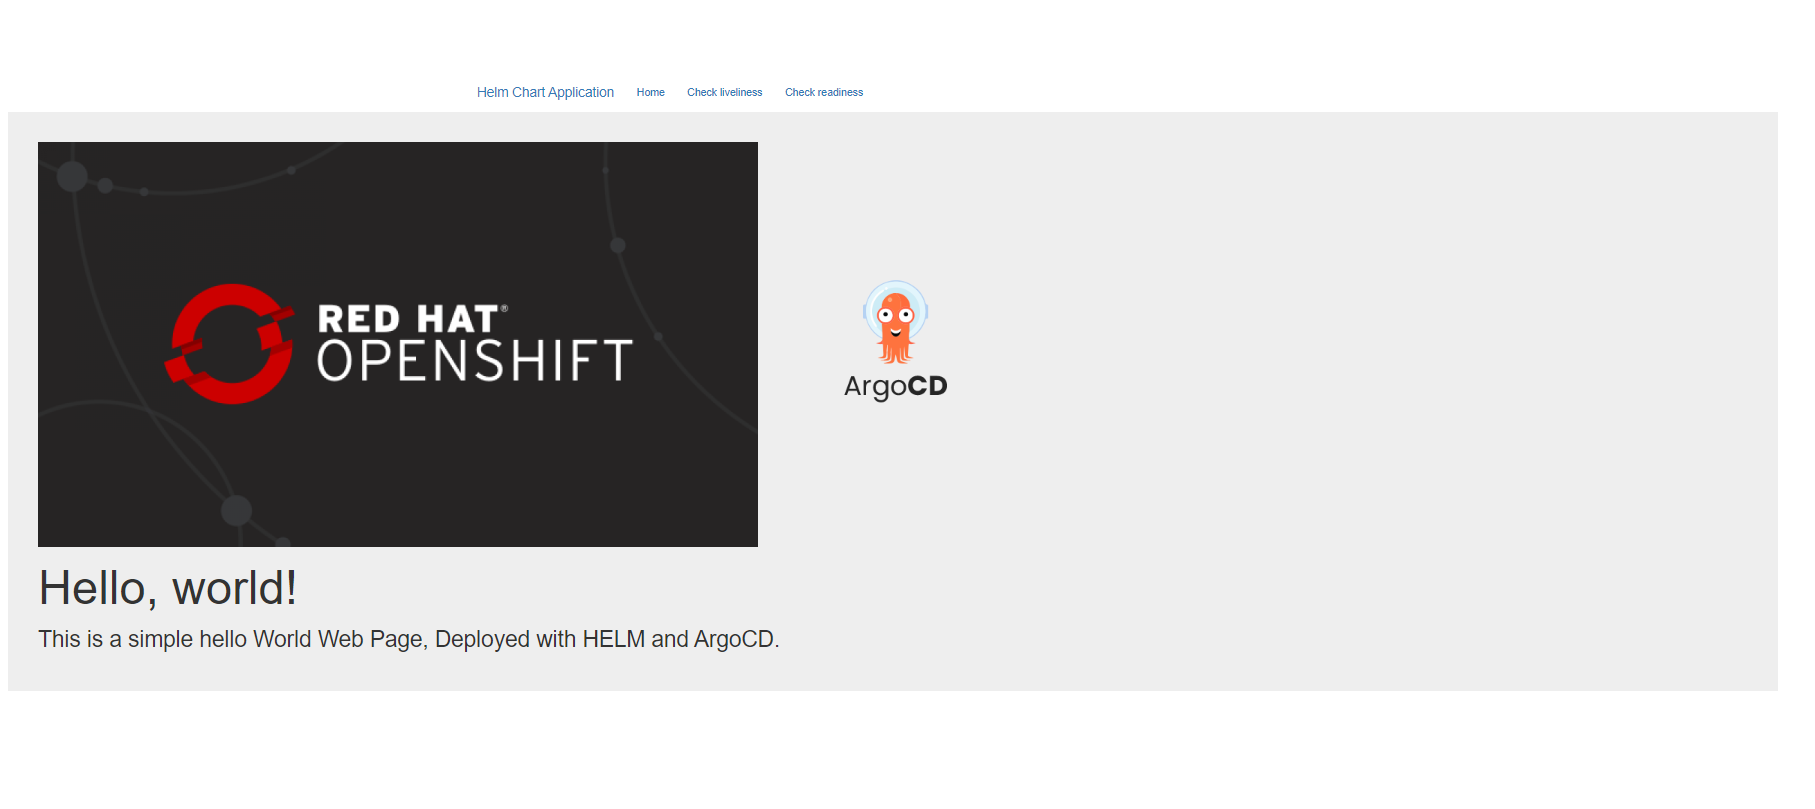 Helm Chart Application Home Check liveliness Check readiness
RED HAT®
OPENSHIFT
ArgoCD
Hello, world!
This is a simple hello World Web Page, Deployed with HELM and ArgoCD.